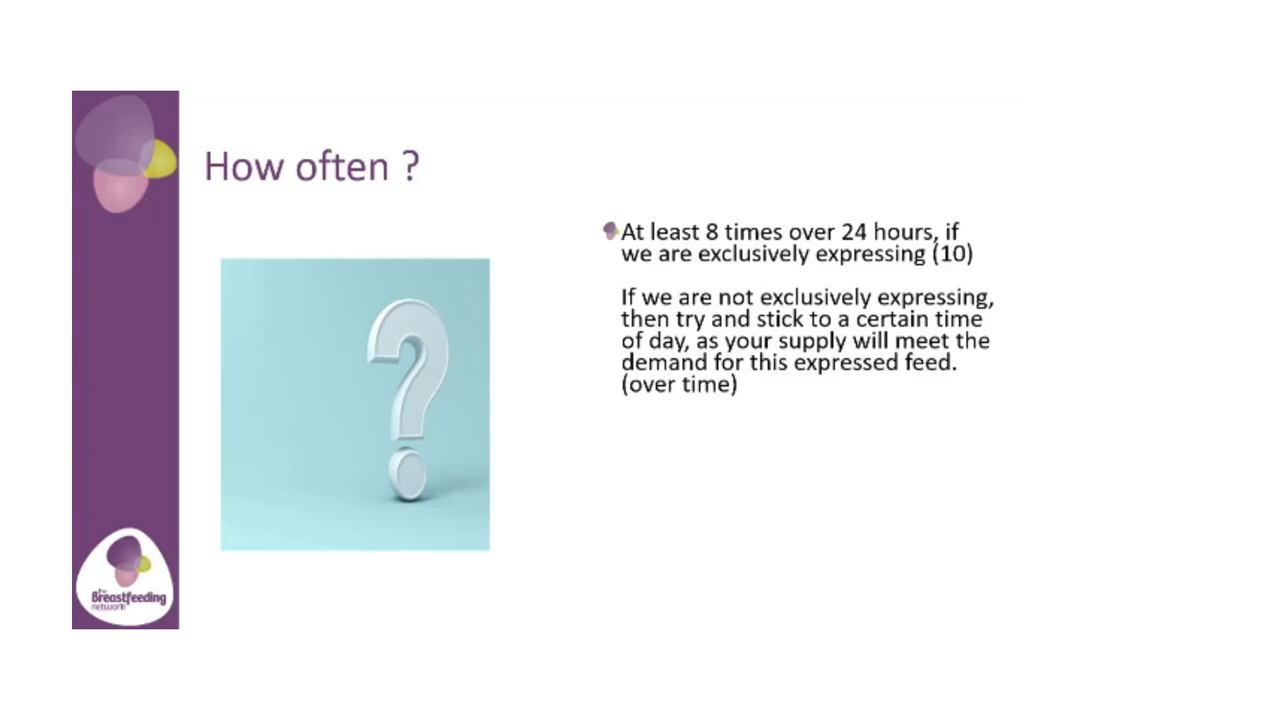 How often ?
At least 8 times over 24 hours, if
we are exclusively expressing (10)
If we are not exclusively expressing,
then try and stick to a certain time
of day, as your supply will meet the
demand for this expressed feed.
(over time)
the
Breastfeeding
network